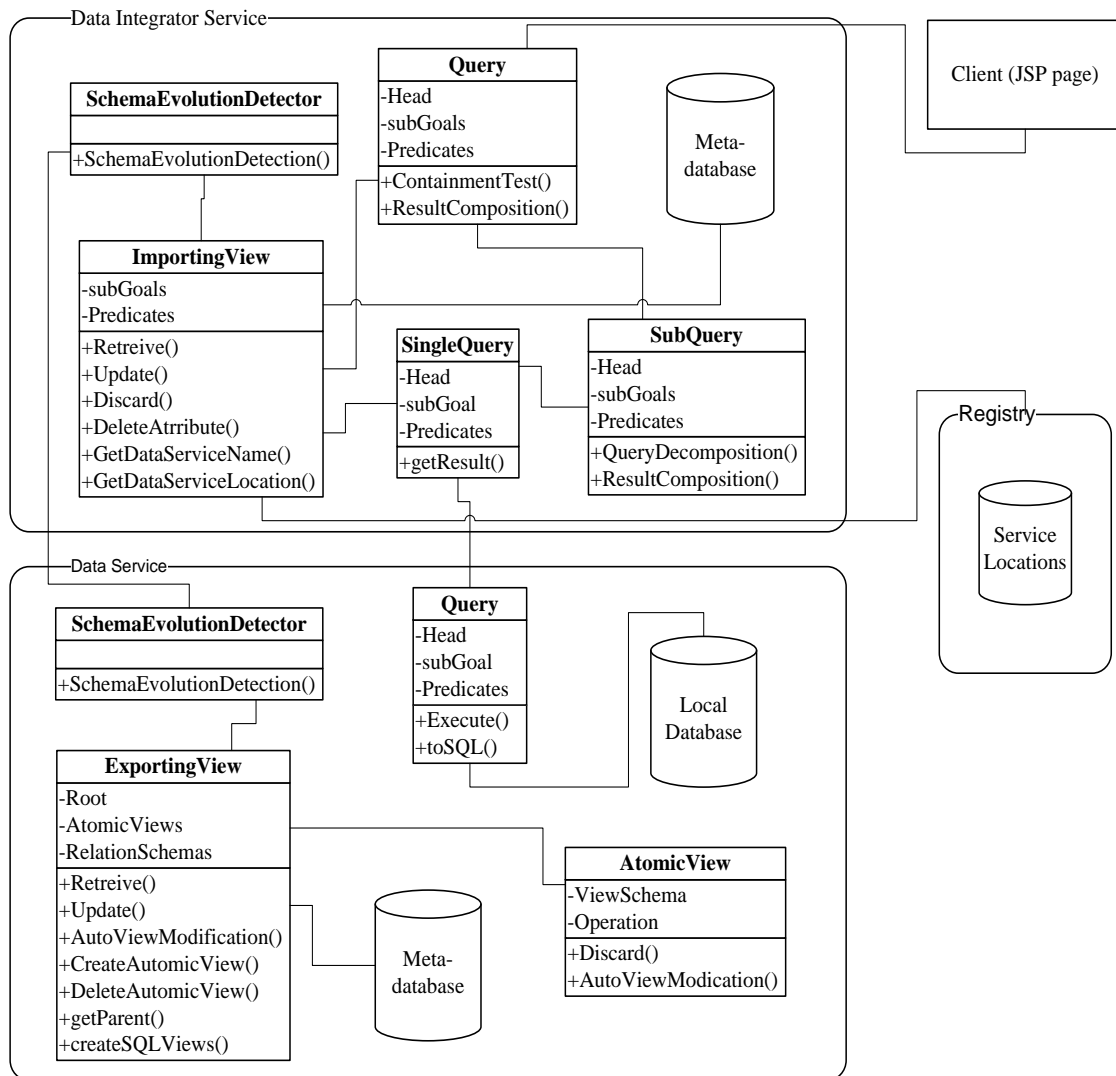 Data Integrator Service
SchemaEvolutionDetector
+SchemaEvolutionDetection()
Query
-Head
-subGoals
-Predicates
+ContainmentTest()
+ResultComposition()
Meta-
database
Client (JSP page)
ImportingView
-subGoals
-Predicates
+Retreive()
+Update()
+Discard()
+DeleteAtrribute()
+GetDataServiceName()
+GetDataServiceLocation()
SingleQuery
-Head
-subGoal
-Predicates
+getResult()
SubQuery
-Head
-subGoals
-Predicates
+QueryDecomposition()
+ResultComposition()
Registry
Service
Locations
Data Service
SchemaEvolutionDetector
+SchemaEvolutionDetection()
Query
-Head
-subGoal
-Predicates
+Execute()
+toSQL()
Local
Database
ExportingView
-Root
-AtomicViews
-RelationSchemas
+Retreive()
+Update()
+AutoViewModification()
+CreateAutomicView()
+DeleteAutomicView()
+getParent()
+createSQLViews()
Meta-
database
AtomicView
-ViewSchema
-Operation
+Discard()
+AutoViewModication()